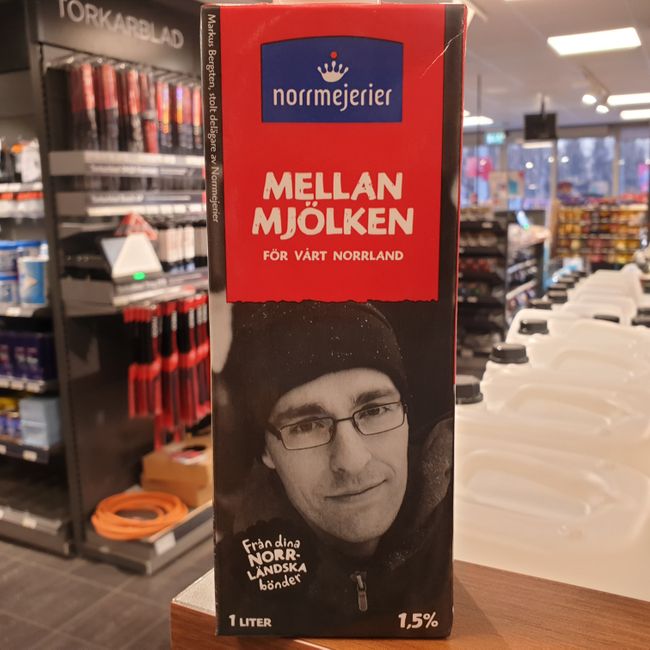 TORKARBLAD
Markus Bergsten, stolt delägare av Norrmejerier
norrmejerier
MELLAN
MJÖLKEN
FÖR VÅRT NORRLAND
Från dina
NORR-
LÄNDSKA
bönder
1 LITER
1,5%